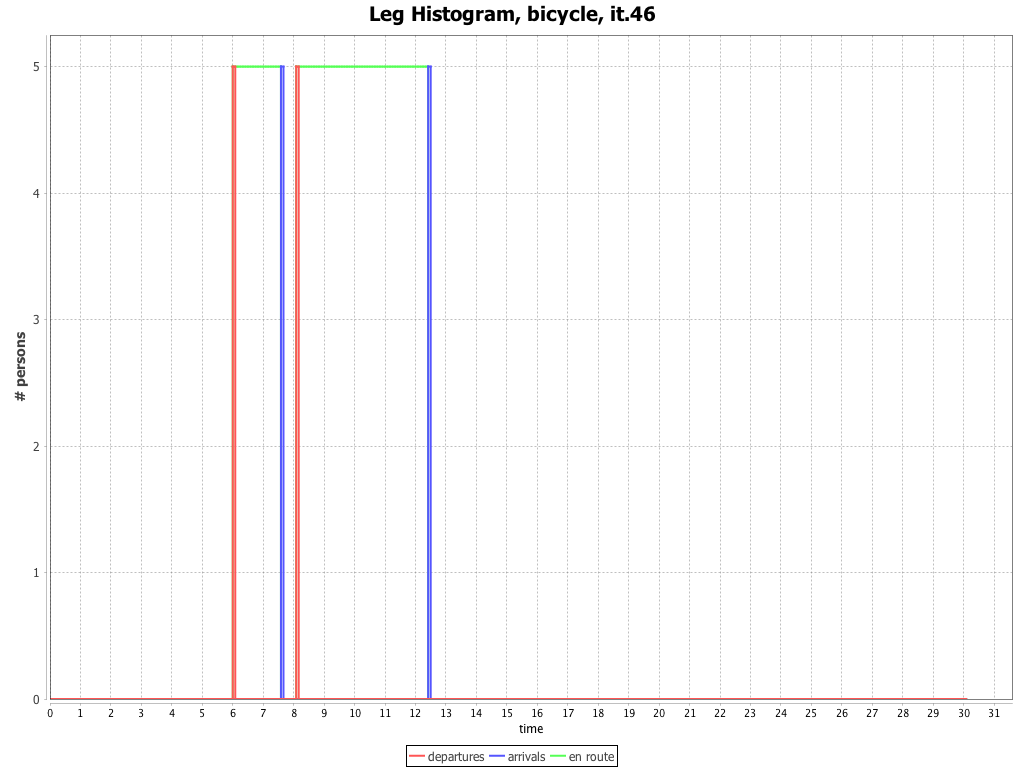 Leg Histogram, bicycle, it.46
# persons
5
4
3
2
1
0
0 1 2 3 4 5 6 7 8 9 10 11 12 13 14 15 16 17 18 19 20 21 22 23 24 25 26 27 28 29 30 31
time
departures arrivals en route